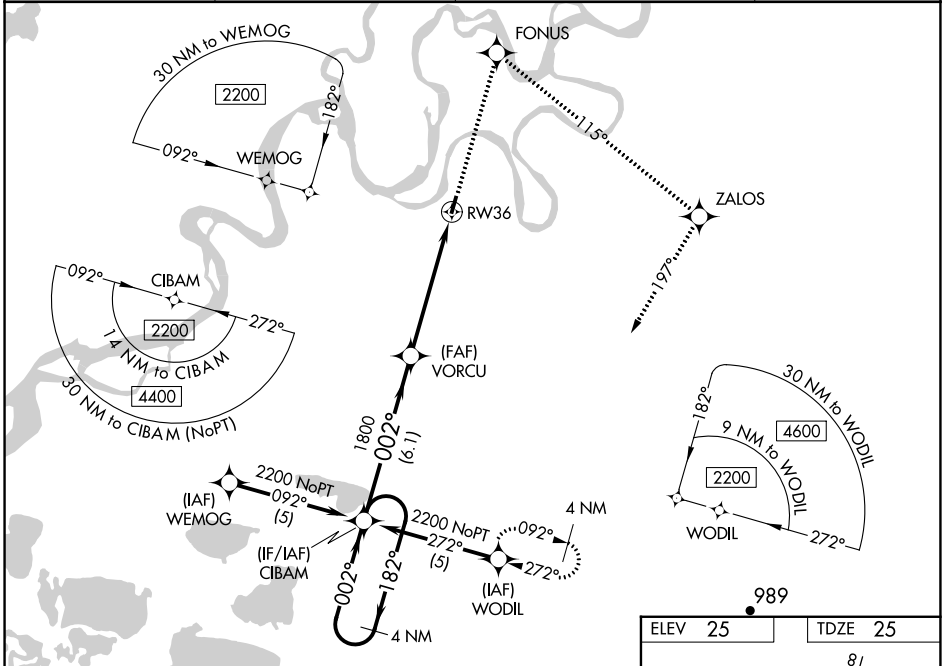 FONUS
30 NM to WEMOG
2200
182°
092°
WEMOG
115°
ZALOS
RW36
197°
092°
CIBAM
272°
2200
14 NM to CIBAM
4400
30 NM to CIBAM (NoPT)
(FAF)
VORCU
1800
002°
(6.1)
182°
30 NM to WODIL
4600
9 NM to WODIL
2200
WODIL
272°
(IAF)
WEMOG
2200 NoPT
092°
(5)
(IF/IAF)
CIBAM
2200 NoPT
272°
(5)
092°
4 NM
272°
(IAF)
WODIL
002°
182°
4 NM
989
ELEV 25
TDZE 25